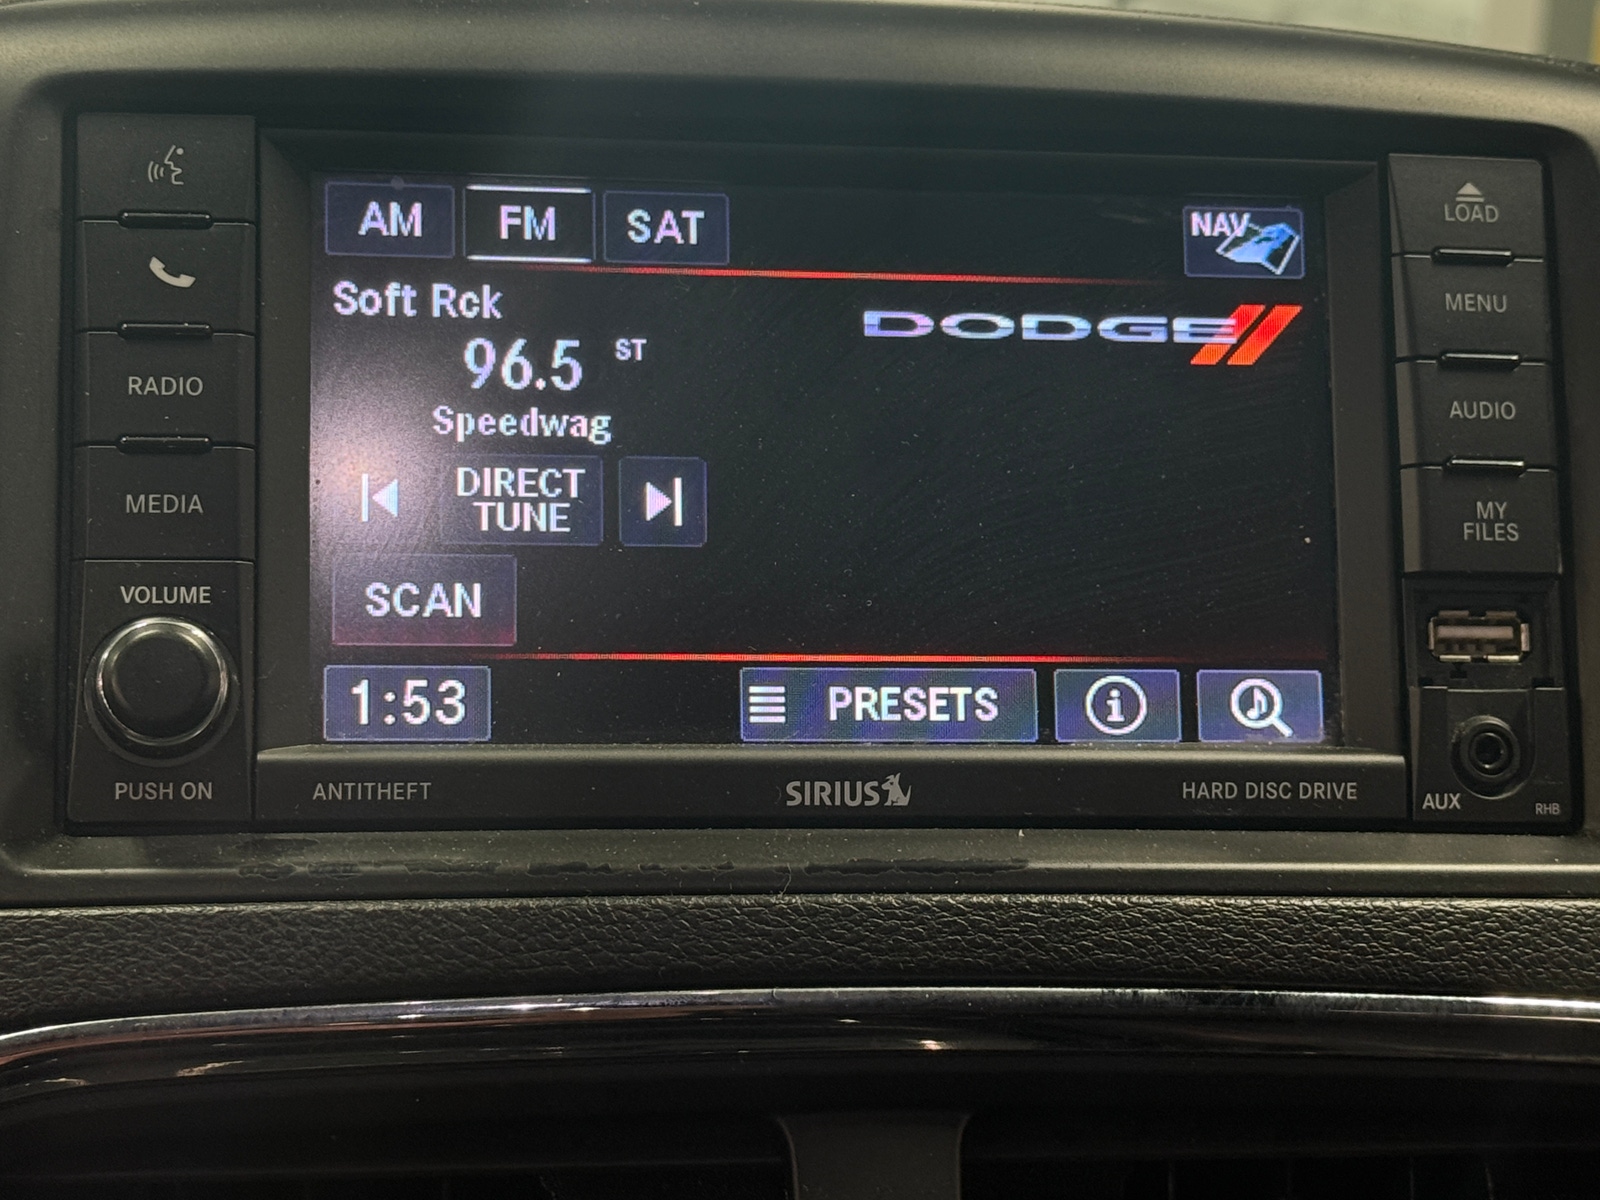 AM FM SAT
NAV
Soft Rck
DODGE
96.5 ST
Speedwag
DIRECT
TUNE
SCAN
1:53
PRESETS
i
RADIO
MEDIA
VOLUME
PUSH ON
LOAD
MENU
AUDIO
MY
FILES
AUX
RHB
ANTITHEFT
SIRIUS
HARD DISC DRIVE